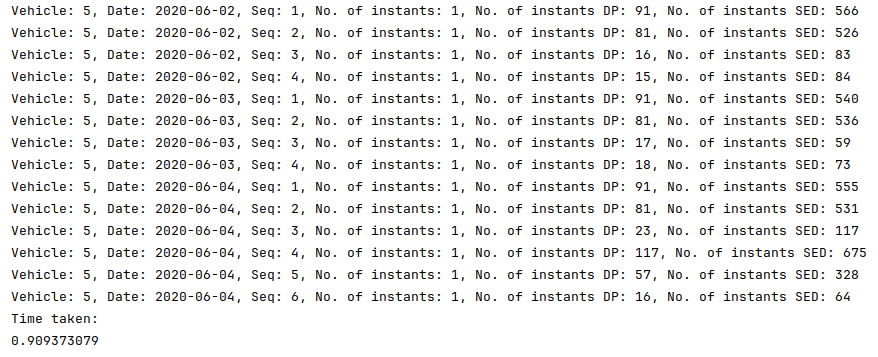 Vehicle: 5, Date: 2020-06-02, Seq: 1, No. of instants: 1, No. of instants DP: 91, No. of instants SED: 566
Vehicle: 5, Date: 2020-06-02, Seq: 2, No. of instants: 1, No. of instants DP: 81, No. of instants SED: 526
Vehicle: 5, Date: 2020-06-02, Seq: 3, No. of instants: 1, No. of instants DP: 16, No. of instants SED: 83
Vehicle: 5, Date: 2020-06-02, Seq: 4, No. of instants: 1, No. of instants DP: 15, No. of instants SED: 84
Vehicle: 5, Date: 2020-06-03, Seq: 1, No. of instants: 1, No. of instants DP: 91, No. of instants SED: 540
Vehicle: 5, Date: 2020-06-03, Seq: 2, No. of instants: 1, No. of instants DP: 81, No. of instants SED: 536
Vehicle: 5, Date: 2020-06-03, Seq: 3, No. of instants: 1, No. of instants DP: 17, No. of instants SED: 59
Vehicle: 5, Date: 2020-06-03, Seq: 4, No. of instants: 1, No. of instants DP: 18, No. of instants SED: 73
Vehicle: 5, Date: 2020-06-04, Seq: 1, No. of instants: 1, No. of instants DP: 91, No. of instants SED: 555
Vehicle: 5, Date: 2020-06-04, Seq: 2, No. of instants: 1, No. of instants DP: 81, No. of instants SED: 531
Vehicle: 5, Date: 2020-06-04, Seq: 3, No. of instants: 1, No. of instants DP: 23, No. of instants SED: 117
Vehicle: 5, Date: 2020-06-04, Seq: 4, No. of instants: 1, No. of instants DP: 117, No. of instants SED: 675
Vehicle: 5, Date: 2020-06-04, Seq: 5, No. of instants: 1, No. of instants DP: 57, No. of instants SED: 328
Vehicle: 5, Date: 2020-06-04, Seq: 6, No. of instants: 1, No. of instants DP: 16, No. of instants SED: 64
Time taken:
0.909373079